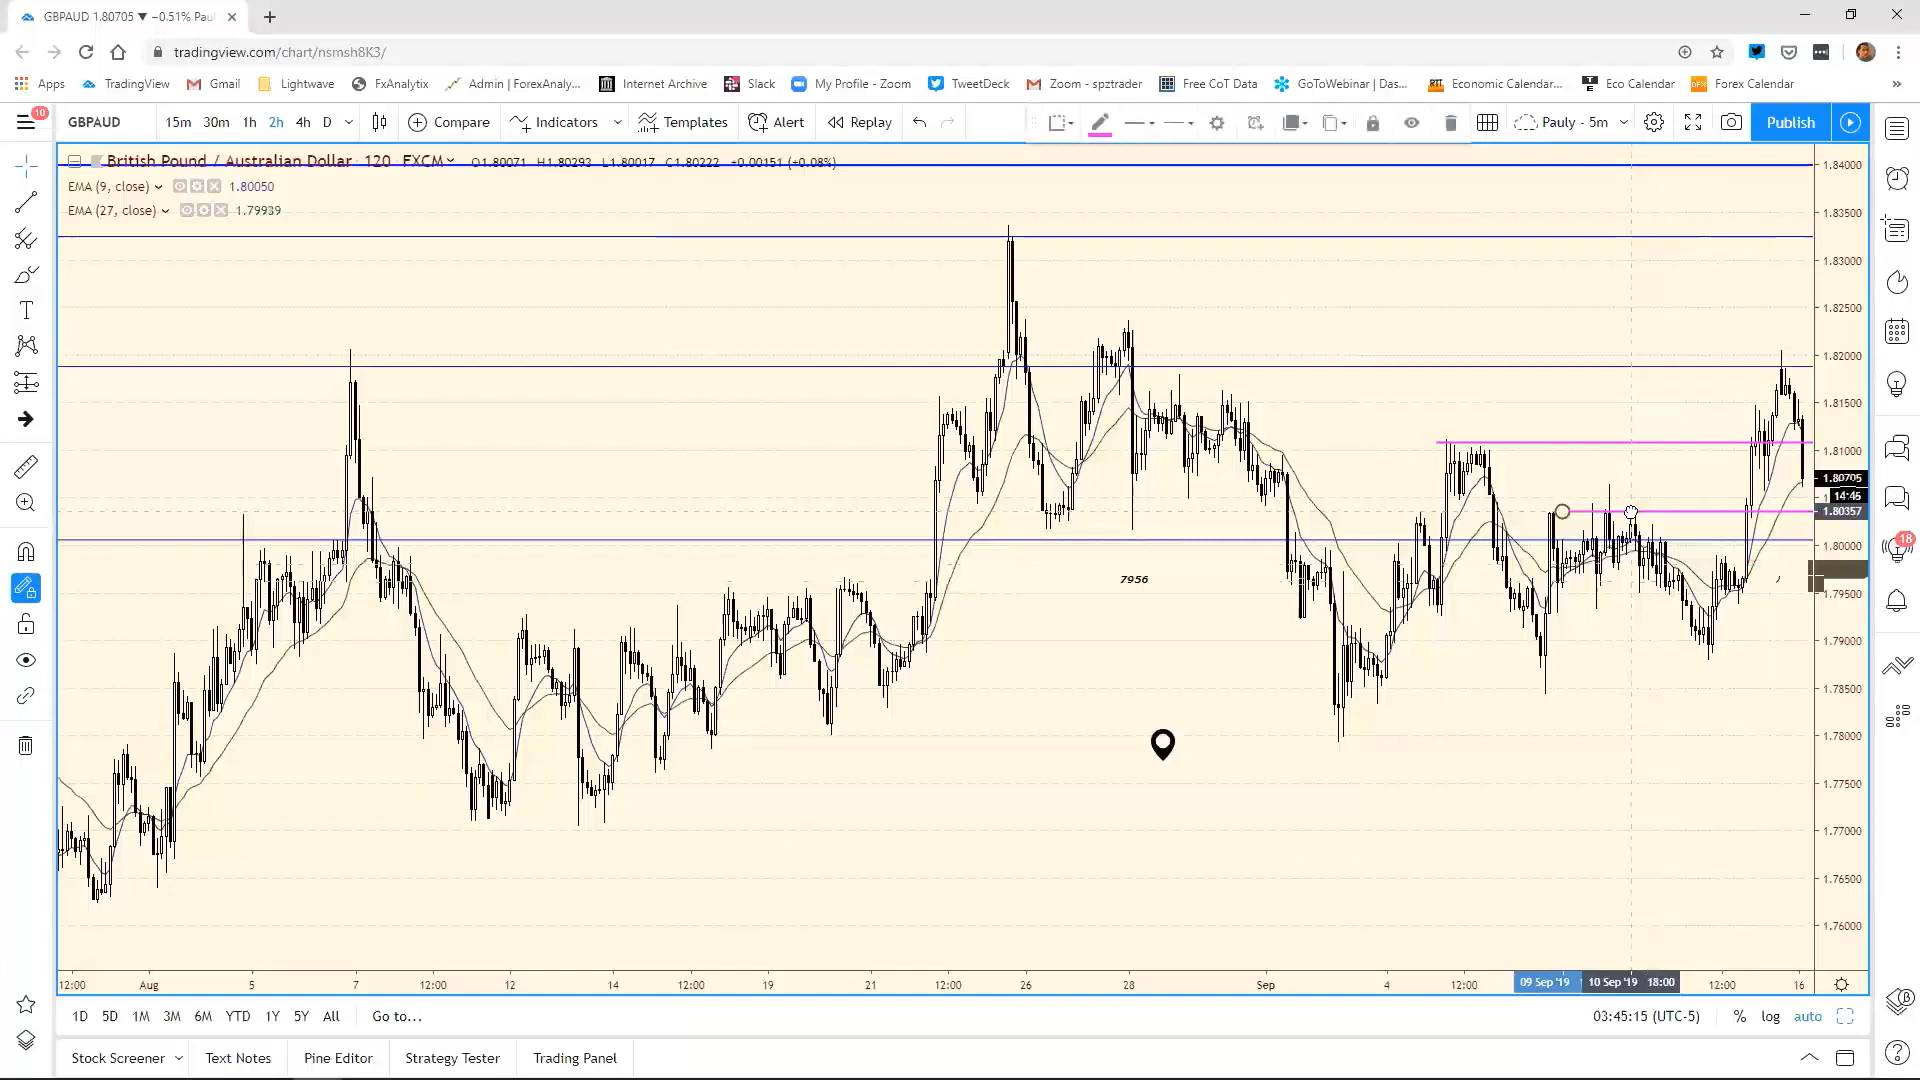 GBPAUD 1.80705 ▼ −0.51% Paul
tradingview.com/chart/nsmsh8K3/
Apps TradingView Gmail Lightwave FxAnalytix Admin | ForexAnaly... Internet Archive Slack My Profile - Zoom TweetDeck Zoom - spztrader Free CoT Data GoToWebinar | Das... Economic Calendar... Eco Calendar Forex Calendar »
10
GBPAUD 15m 30m 1h 2h 4h D Compare Indicators Templates Alert Replay Pauly - 5m Publish
British Pound / Australian Dollar · 120 · FXCM O1.80071 H1.80293 L1.80017 C1.80222 +0.00151 (+0.08%)
EMA (9, close) 1.80050
EMA (27, close) 1.79939
1.84000
1.83500
1.83000
1.82500
1.82000
1.81500
1.81000
1.80705
14:45
1.80357
18
1.80000
7956
1.79500
1.79000
1.78500
1.78000
1.77500
1.77000
1.76500
1.76000
12:00 Aug 5 7 12:00 12 14 12:00 19 21 12:00 26 28 Sep 4 12:00 09 Sep '19 10 Sep '19 18:00 12:00 16
1D 5D 1M 3M 6M YTD 1Y 5Y All Go to... 03:45:15 (UTC-5) % log auto
Stock Screener Text Notes Pine Editor Strategy Tester Trading Panel